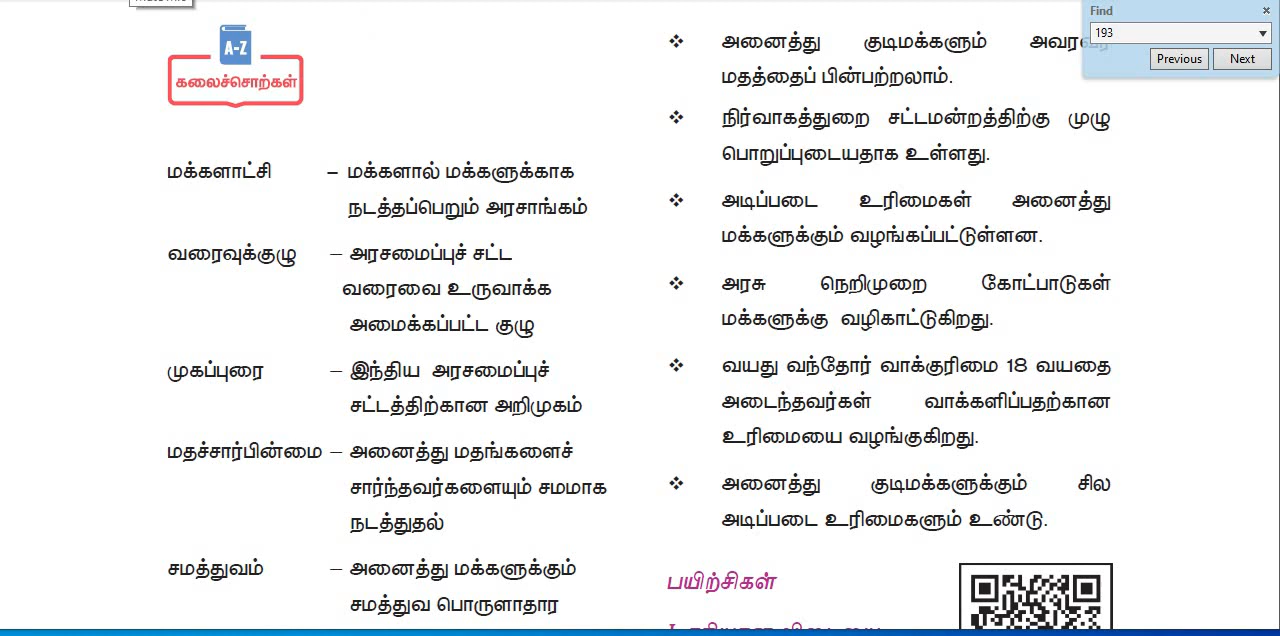 A-Z
கலைச்சொற்கள்
மக்களாட்சி – மக்களால் மக்களுக்காக
நடத்தப்பெறும் அரசாங்கம்
வரைவுக்குழு – அரசமைப்புச் சட்ட
வரைவை உருவாக்க
அமைக்கப்பட்ட குழு
முகப்புரை – இந்திய அரசமைப்புச்
சட்டத்திற்கான அறிமுகம்
மதச்சார்பின்மை – அனைத்து மதங்களைச்
சார்ந்தவர்களையும் சமமாக
நடத்துதல்
சமத்துவம் – அனைத்து மக்களுக்கும்
சமத்துவ பொருளாதார
❖ அனைத்து குடிமக்களும்
மதத்தைப் பின்பற்றலாம்.
❖ நிர்வாகத்துறை சட்டமன்றத்திற்கு முழு
பொறுப்புடையதாக உள்ளது.
❖ அடிப்படை உரிமைகள் அனைத்து
மக்களுக்கும் வழங்கப்பட்டுள்ளன.
❖ அரசு நெறிமுறை கோட்பாடுகள்
மக்களுக்கு வழிகாட்டுகிறது.
❖ வயது வந்தோர் வாக்குரிமை 18 வயதை
அடைந்தவர்கள் வாக்களிப்பதற்கான
உரிமையை வழங்குகிறது.
❖ அனைத்து குடிமக்களுக்கும் சில
அடிப்படை உரிமைகளும் உண்டு.
பயிற்சிகள்
Find
193
Previous Next